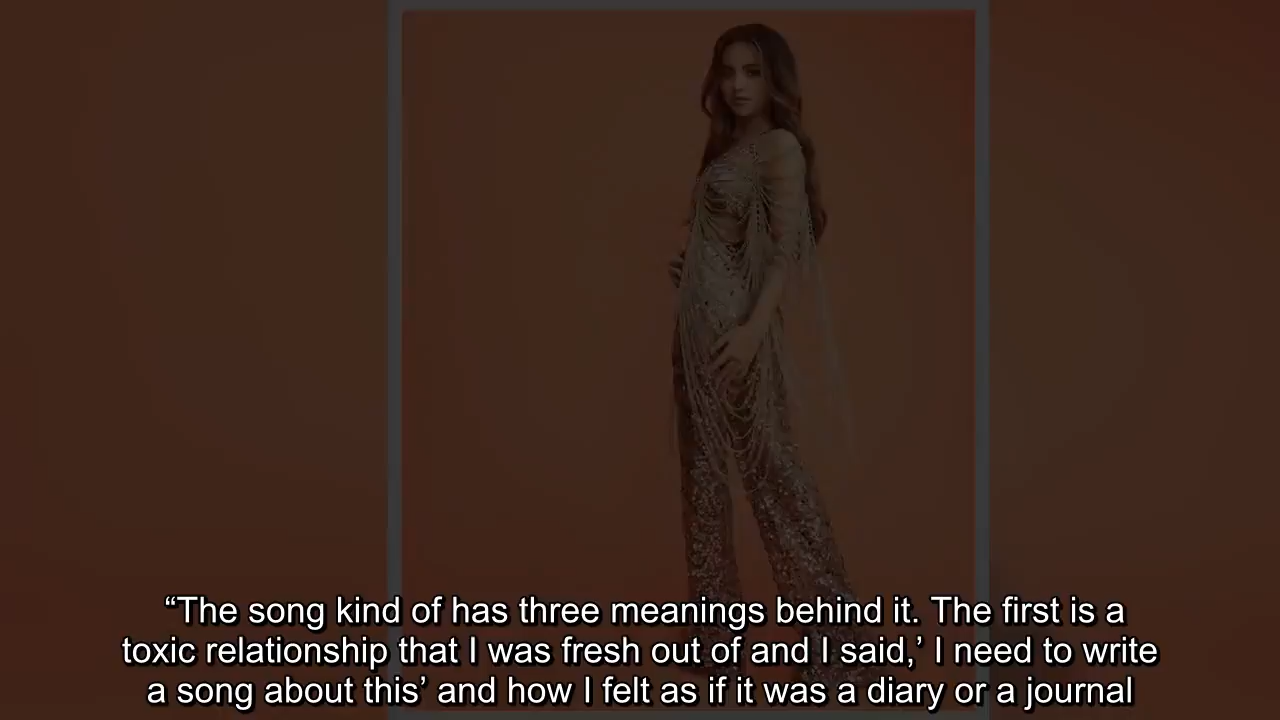 “The song kind of has three meanings behind it. The first is a
toxic relationship that I was fresh out of and I said,’ I need to write
a song about this’ and how I felt as if it was a diary or a journal